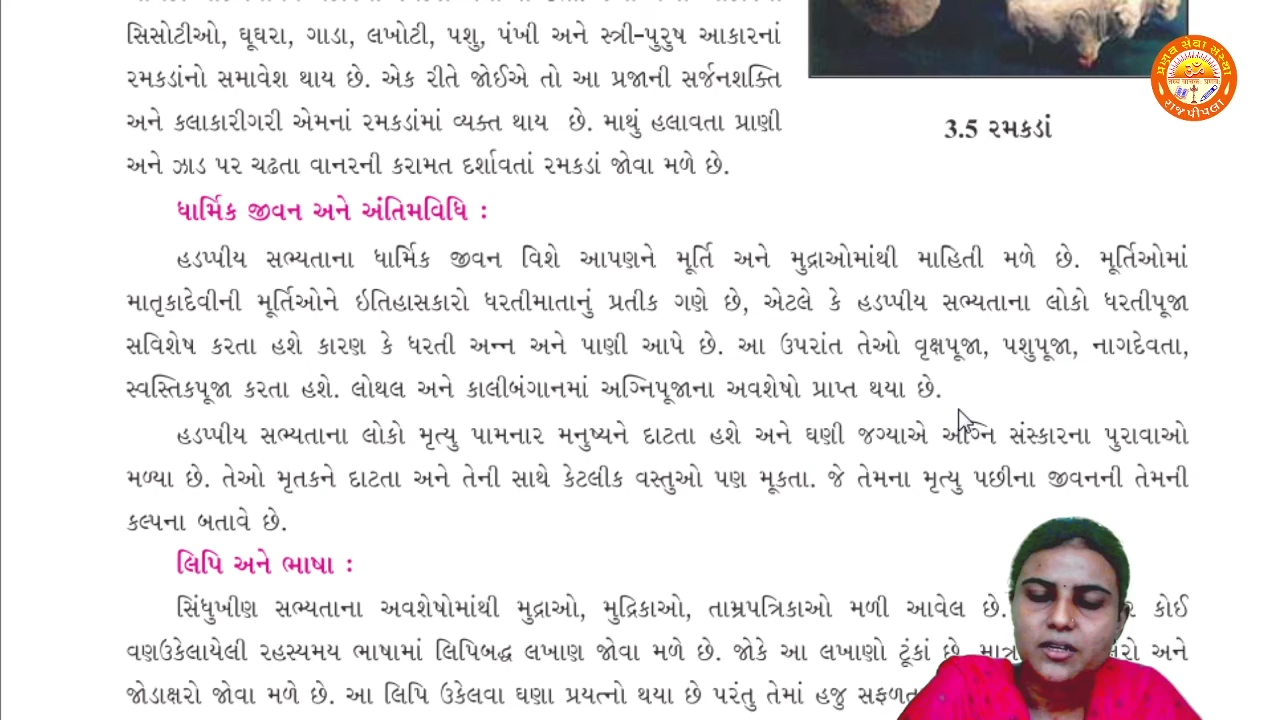 સિસોટીઓ, ઘૂઘરા, ગાડા, લખોટી, પશુ, પંખી અને સ્ત્રી-પુરુષ આકારનાં
રમકડાંનો સમાવેશ થાય છે. એક રીતે જોઈએ તો આ પ્રજાની સર્જનશક્તિ
અને કલાકારીગરી એમનાં રમકડાંમાં વ્યક્ત થાય છે. માથું હલાવતા પ્રાણી
અને ઝાડ પર ચઢતા વાનરની કરામત દર્શાવતાં રમકડાં જોવા મળે છે.
3.5 રમકડાં
પ્રણવ સેવા સંસ્થા
રાજપીપલા
ધાર્મિક જીવન અને અંતિમવિધિ :
હડપ્પીય સભ્યતાના ધાર્મિક જીવન વિશે આપણને મૂર્તિ અને મુદ્રાઓમાંથી માહિતી મળે છે. મૂર્તિઓમાં
માતૃકાદેવીની મૂર્તિઓને ઇતિહાસકારો ધરતીમાતાનું પ્રતીક ગણે છે, એટલે કે હડપ્પીય સભ્યતાના લોકો ધરતીપૂજા
સવિશેષ કરતા હશે કારણ કે ધરતી અન્ન અને પાણી આપે છે. આ ઉપરાંત તેઓ વૃક્ષપૂજા, પશુપૂજા, નાગદેવતા,
સ્વસ્તિકપૂજા કરતા હશે. લોથલ અને કાલીબંગાનમાં અગ્નિપૂજાના અવશેષો પ્રાપ્ત થયા છે.
હડપ્પીય સભ્યતાના લોકો મૃત્યુ પામનાર મનુષ્યને દાટતા હશે અને ઘણી જગ્યાએ અગ્નિ સંસ્કારના પુરાવાઓ
મળ્યા છે. તેઓ મૃતકને દાટતા અને તેની સાથે કેટલીક વસ્તુઓ પણ મૂકતા. જે તેમના મૃત્યુ પછીના જીવનની તેમની
કલ્પના બતાવે છે.
લિપિ અને ભાષા :
સિંધુખીણ સભ્યતાના અવશેષોમાંથી મુદ્રાઓ, મુદ્રિકાઓ, તામ્રપત્રિકાઓ મળી આવેલ છે. કોઈ
વણઉકેલાયેલી રહસ્યમય ભાષામાં લિપિબદ્ધ લખાણ જોવા મળે છે. જોકે આ લખાણો ટૂંકાં છે. માત્ર અને
જોડાક્ષરો જોવા મળે છે. આ લિપિ ઉકેલવા ઘણા પ્રયત્નો થયા છે પરંતુ તેમાં હજુ